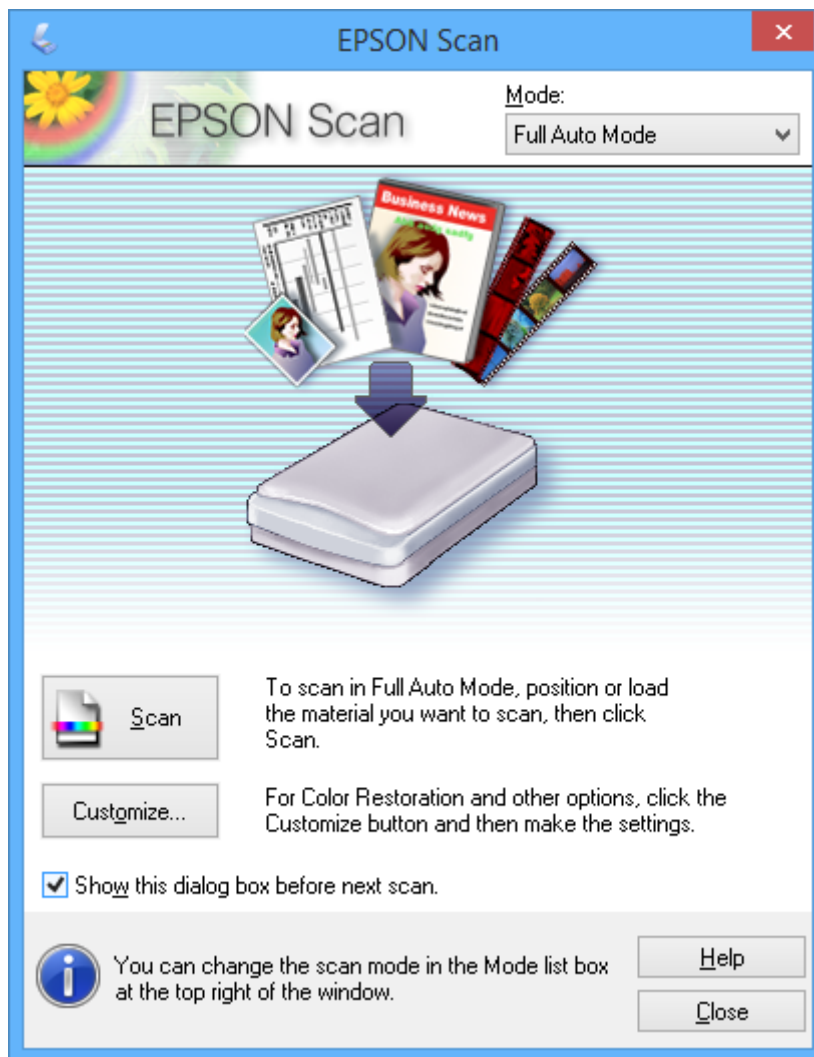 EPSON Scan
EPSON Scan
Mode:
Full Auto Mode
Business News
To scan in Full Auto Mode, position or load
the material you want to scan, then click
Scan.
Scan
For Color Restoration and other options, click the
Customize button and then make the settings.
Customize...
Show this dialog box before next scan.
You can change the scan mode in the Mode list box
at the top right of the window.
Help
Close